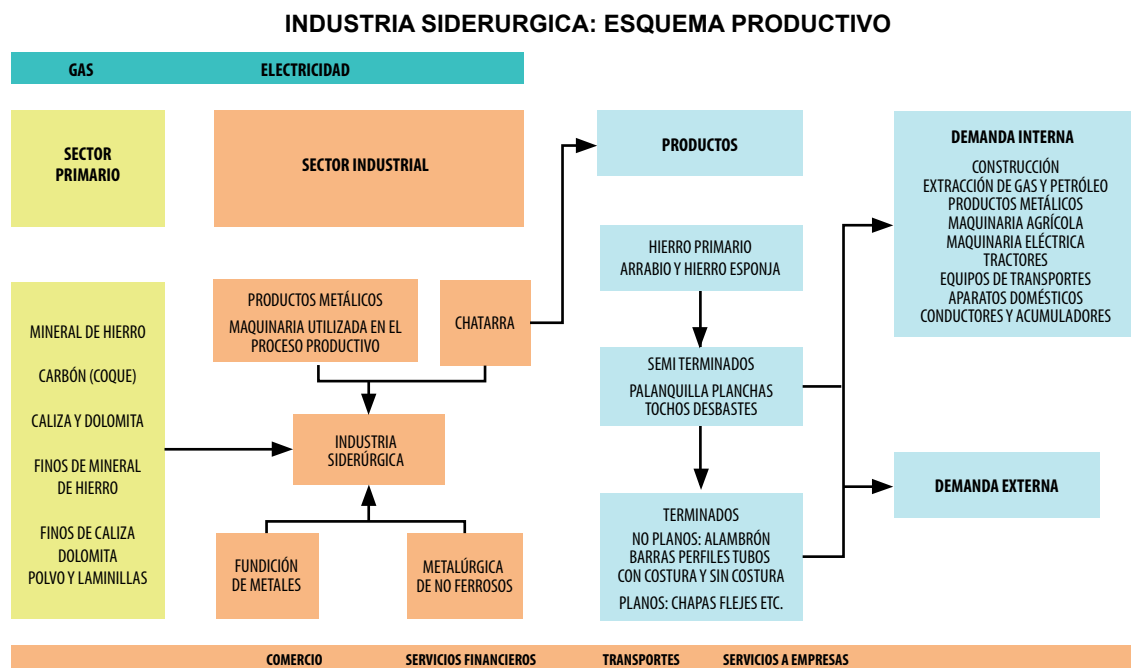 INDUSTRIA SIDERURGICA: ESQUEMA PRODUCTIVO
GAS
ELECTRICIDAD
SECTOR
PRIMARIO
SECTOR INDUSTRIAL
PRODUCTOS
DEMANDA INTERNA
CONSTRUCCIÓN
EXTRACCIÓN DE GAS Y PETRÓLEO
PRODUCTOS METÁLICOS
MAQUINARIA AGRÍCOLA
MAQUINARIA ELÉCTRICA
TRACTORES
EQUIPOS DE TRANSPORTES
APARATOS DOMÉSTICOS
CONDUCTORES Y ACUMULADORES
MINERAL DE HIERRO
CARBÓN (COQUE)
CALIZA Y DOLOMITA
FINOS DE MINERAL
DE HIERRO
FINOS DE CALIZA
DOLOMITA
POLVO Y LAMINILLAS
PRODUCTOS METÁLICOS
MAQUINARIA UTILIZADA EN EL
PROCESO PRODUCTIVO
CHATARRA
INDUSTRIA
SIDERÚRGICA
FUNDICIÓN
DE METALES
METALÚRGICA
DE NO FERROSOS
HIERRO PRIMARIO
ARRABIO Y HIERRO ESPONJA
SEMI TERMINADOS
PALANQUILLA PLANCHAS
TOCHOS DESBASTES
TERMINADOS
NO PLANOS: ALAMBRÓN
BARRAS PERFILES TUBOS
CON COSTURA Y SIN COSTURA
PLANOS: CHAPAS FLEJES ETC.
DEMANDA EXTERNA
COMERCIO
SERVICIOS FINANCIEROS
TRANSPORTES
SERVICIOS A EMPRESAS